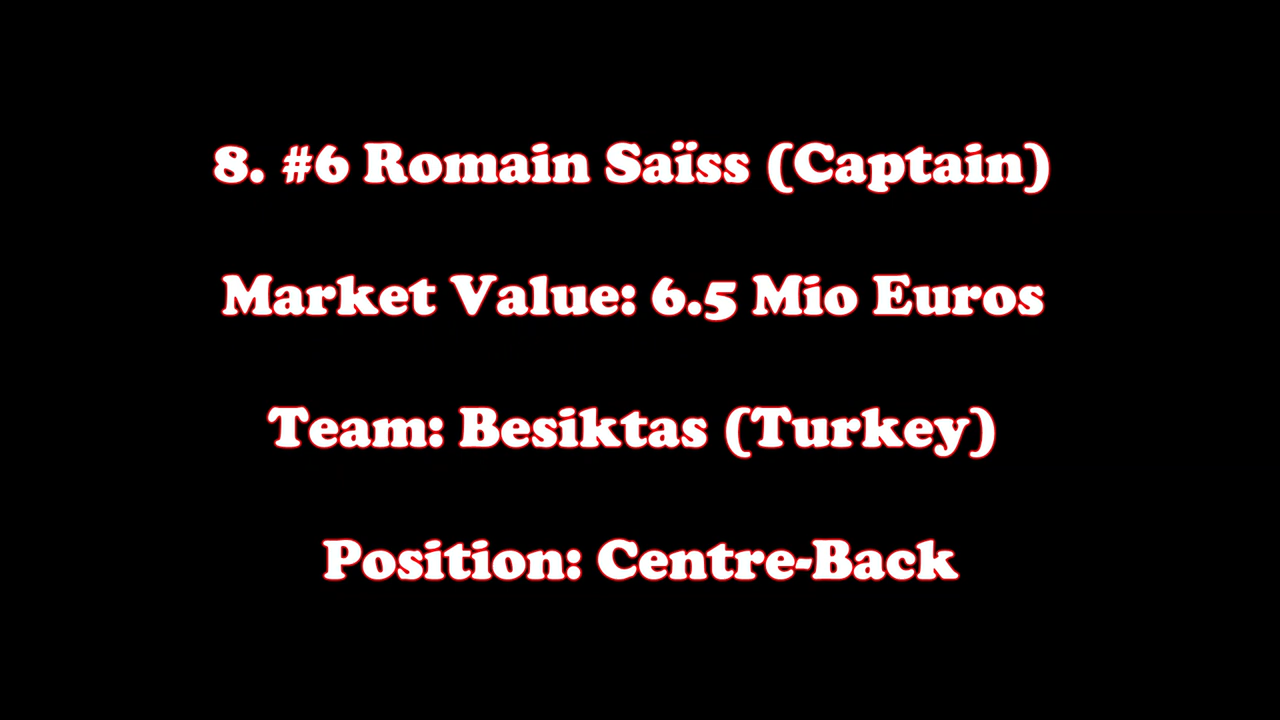 8. #6 Romain Saïss (Captain)
Market Value: 6.5 Mio Euros
Team: Besiktas (Turkey)
Position: Centre-Back